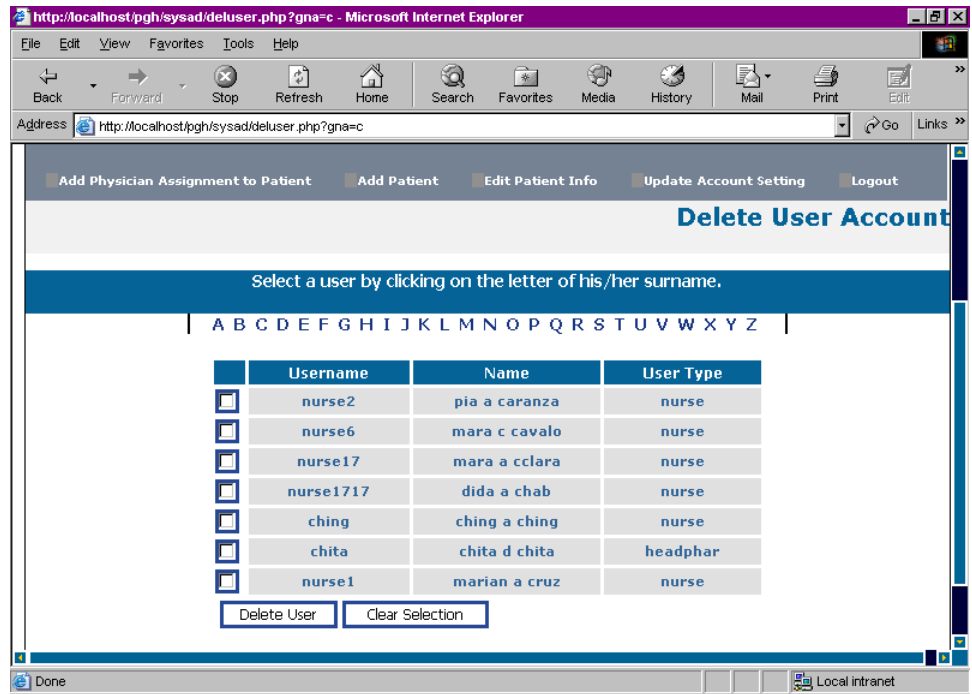 http://localhost/pgh/sysad/deluser.php?gna=c - Microsoft Internet Explorer
File Edit View Favorites Tools Help
Back Forward Stop Refresh Home Search Favorites Media History Mail Print Edit »
Address http://localhost/pgh/sysad/deluser.php?gna=c Go Links »
Add Physician Assignment to Patient Add Patient Edit Patient Info Update Account Setting Logout
Delete User Account
Select a user by clicking on the letter of his/her surname.
| A B C D E F G H I J K L M N O P Q R S T U V W X Y Z |
Username Name User Type
nurse2 pia a caranza nurse
nurse6 mara c cavalo nurse
nurse17 mara a cclara nurse
nurse1717 dida a chab nurse
ching ching a ching nurse
chita chita d chita headphar
nurse1 marian a cruz nurse
Delete User Clear Selection
Done Local intranet